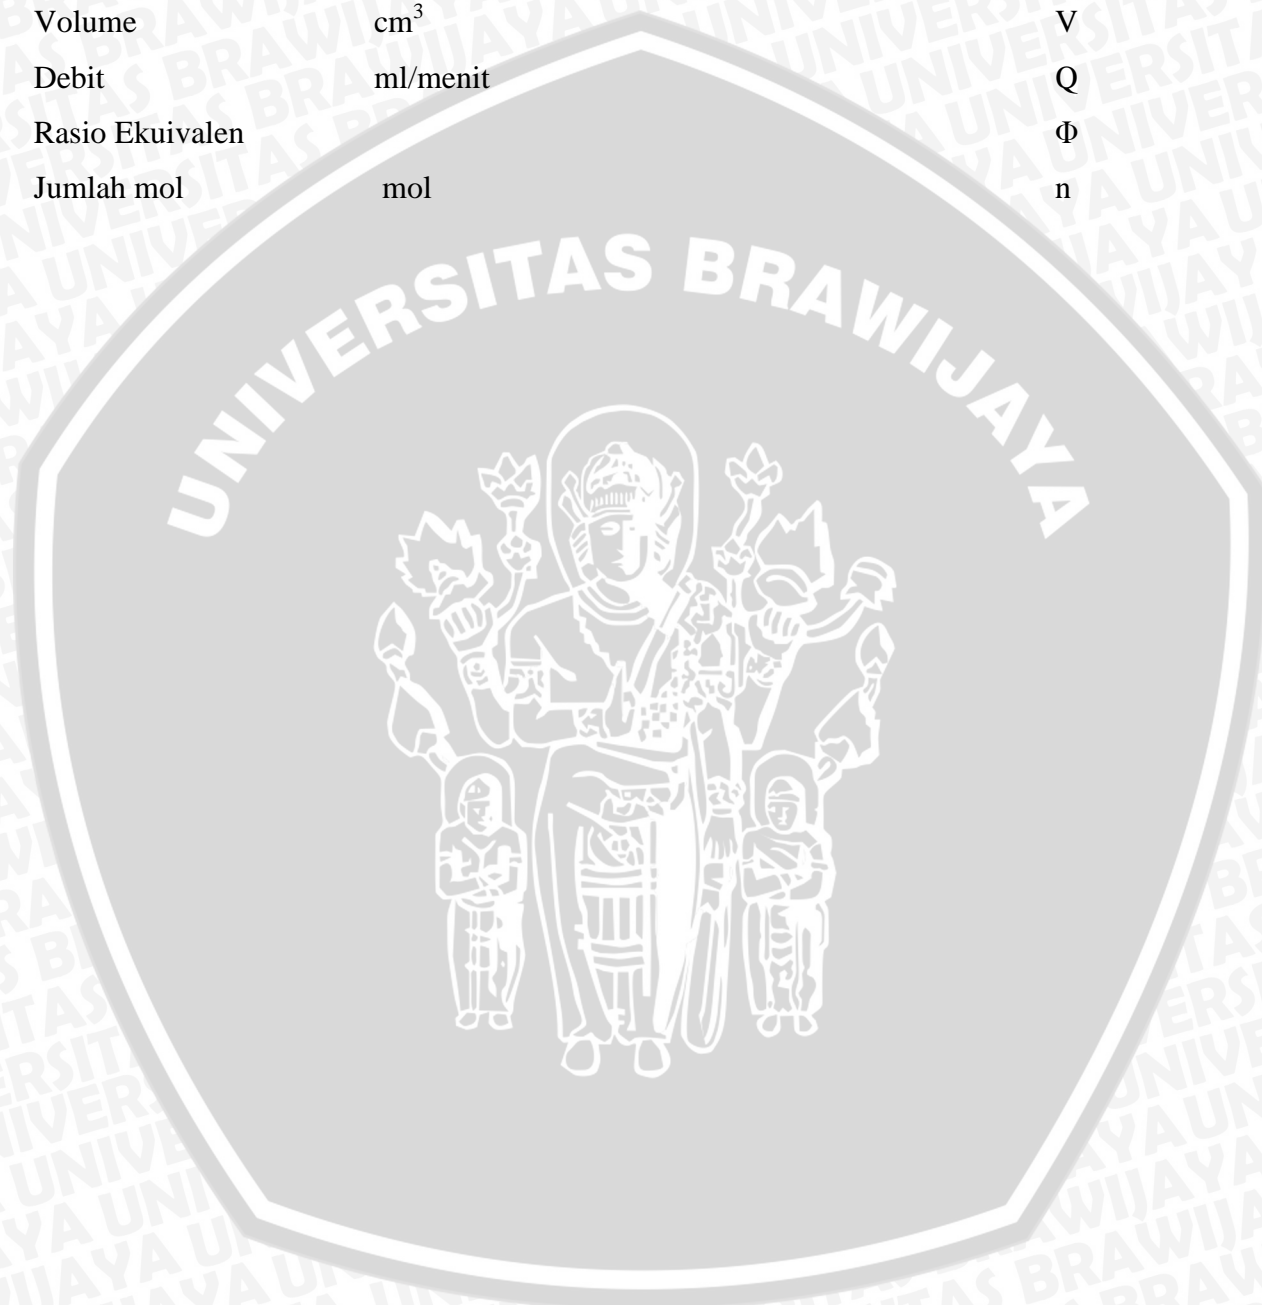 Volume cm³ V
Debit ml/menit Q
Rasio Ekuivalen Φ
Jumlah mol mol n
UNIVERSITAS BRAWIJAYA